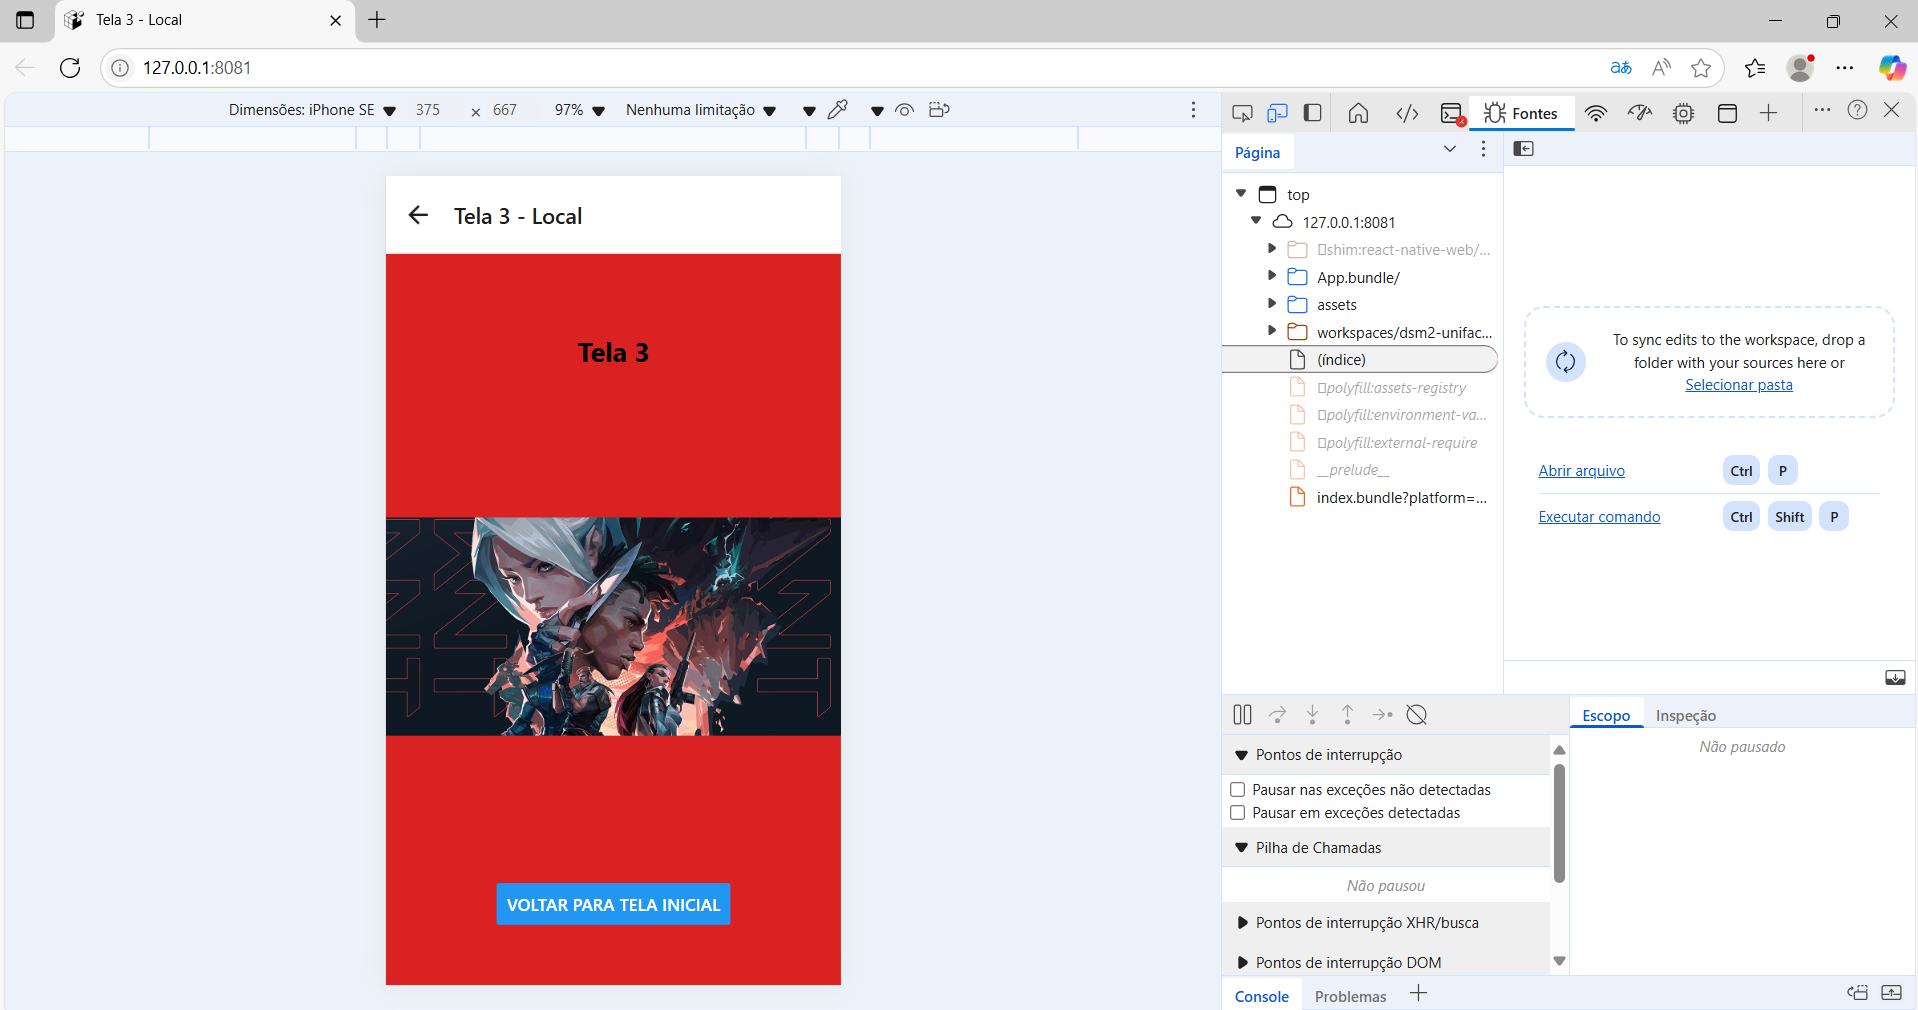 Tela 3 - Local
127.0.0.1:8081
Dimensões: iPhone SE 375 × 667 97% Nenhuma limitação
Tela 3 - Local
Tela 3
VOLTAR PARA TELA INICIAL
Fontes
Página
top
127.0.0.1:8081
shim:react-native-web/...
App.bundle/
assets
workspaces/dsm2-unifac...
(índice)
polyfill:assets-registry
polyfill:environment-va...
polyfill:external-require
__prelude__
index.bundle?platform=...
To sync edits to the workspace, drop a
folder with your sources here or
Selecionar pasta
Abrir arquivo Ctrl P
Executar comando Ctrl Shift P
Escopo Inspeção
Não pausado
Pontos de interrupção
Pausar nas exceções não detectadas
Pausar em exceções detectadas
Pilha de Chamadas
Não pausou
Pontos de interrupção XHR/busca
Pontos de interrupção DOM
Console Problemas